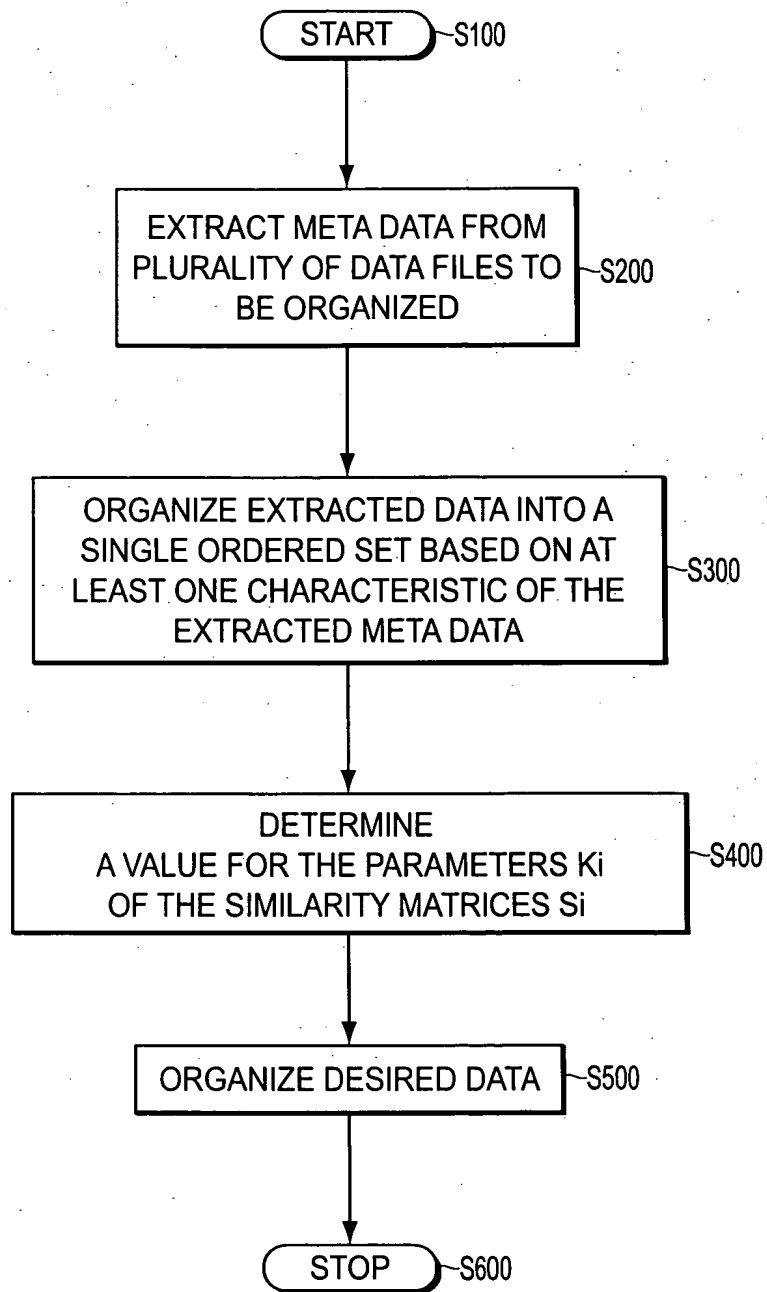 START
S100
EXTRACT META DATA FROM
PLURALITY OF DATA FILES TO
BE ORGANIZED
S200
ORGANIZE EXTRACTED DATA INTO A
SINGLE ORDERED SET BASED ON AT
LEAST ONE CHARACTERISTIC OF THE
EXTRACTED META DATA
S300
DETERMINE
A VALUE FOR THE PARAMETERS Ki
OF THE SIMILARITY MATRICES Si
S400
ORGANIZE DESIRED DATA
S500
STOP
S600